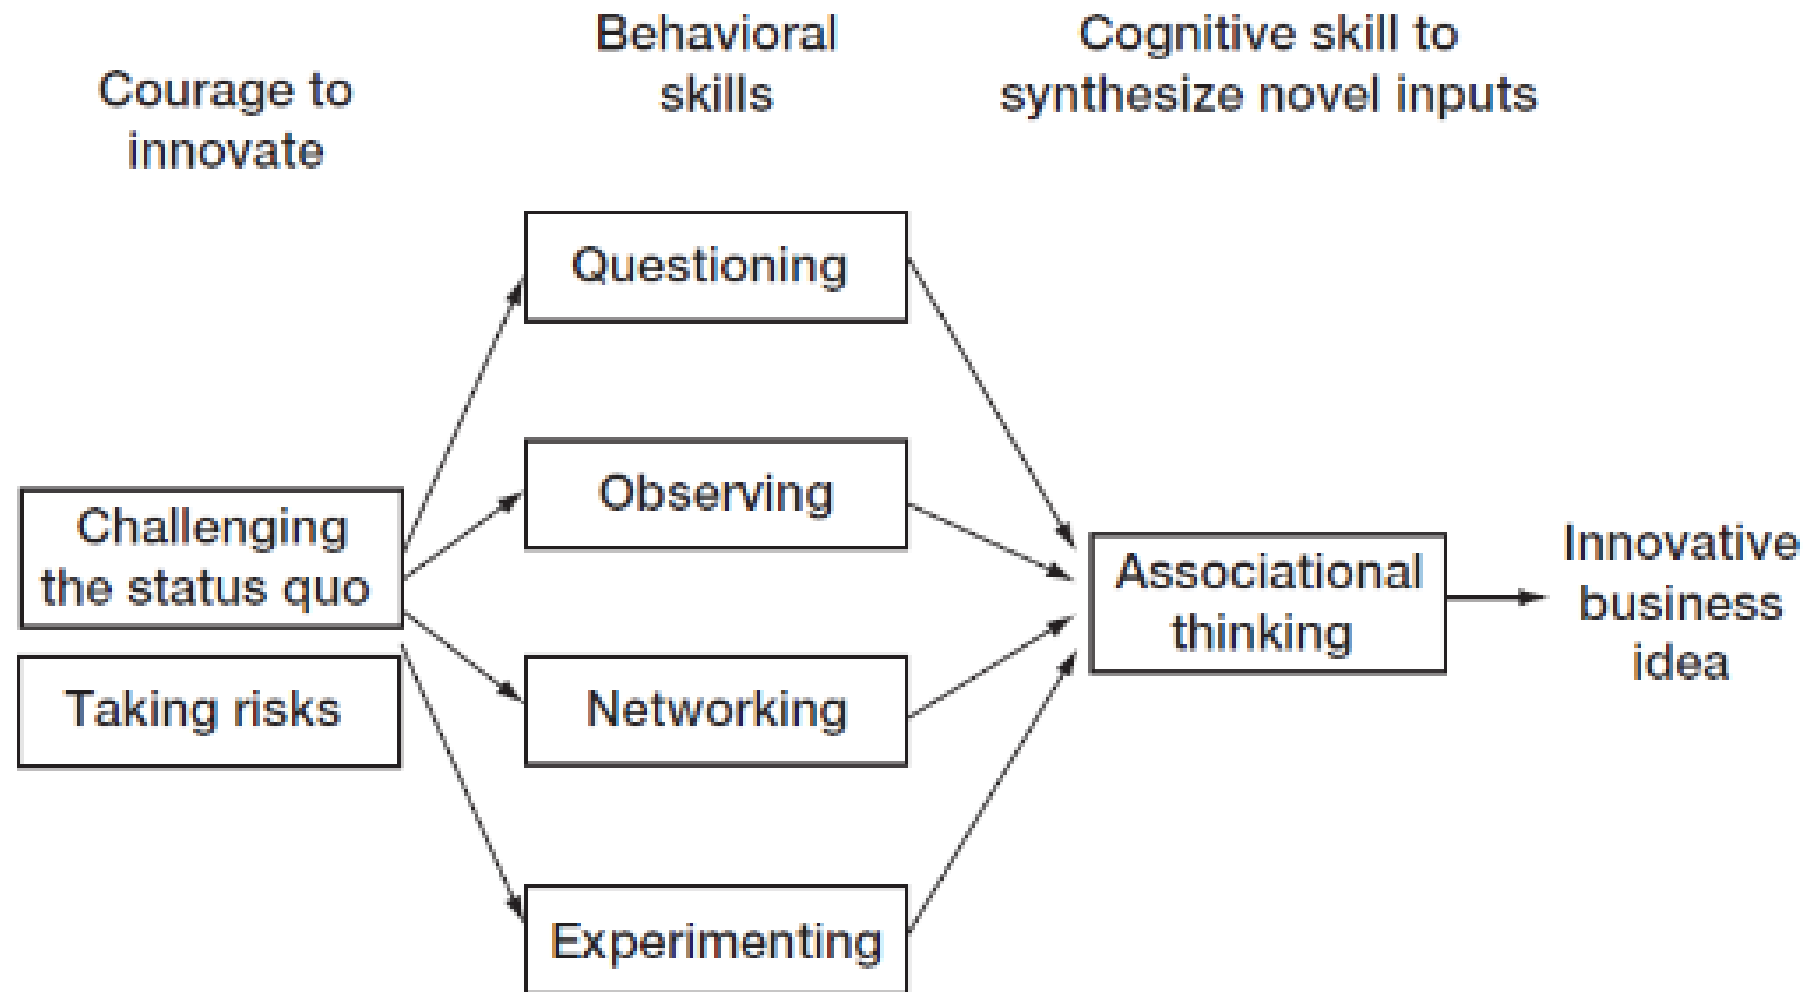 Courage to
innovate
Behavioral
skills
Cognitive skill to
synthesize novel inputs
Challenging
the status quo
Taking risks
Questioning
Observing
Networking
Experimenting
Associational
thinking
Innovative
business
idea